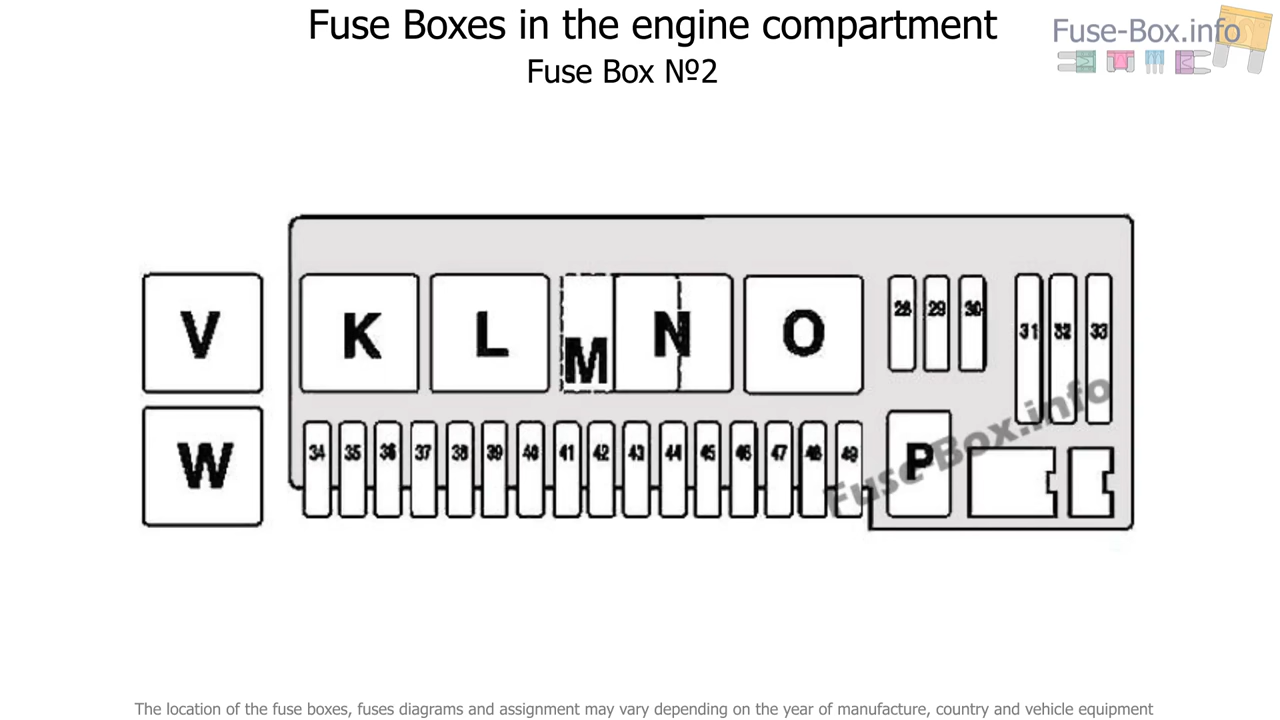 Fuse Boxes in the engine compartment
Fuse Box №2
Fuse-Box.info
V K L M N O
28 29 30 31 32 33
W
34 35 36 37 38 39 40 41 42 43 44 45 46 47 48 49
P
Fuse-Box.info
The location of the fuse boxes, fuses diagrams and assignment may vary depending on the year of manufacture, country and vehicle equipment